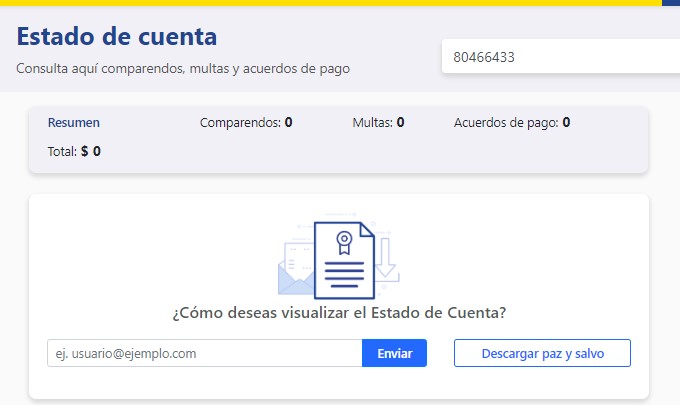 Estado de cuenta
Consulta aquí comparendos, multas y acuerdos de pago
80466433
Resumen Comparendos: 0 Multas: 0 Acuerdos de pago: 0
Total: $ 0
¿Cómo deseas visualizar el Estado de Cuenta?
ej. usuario@ejemplo.com Enviar Descargar paz y salvo